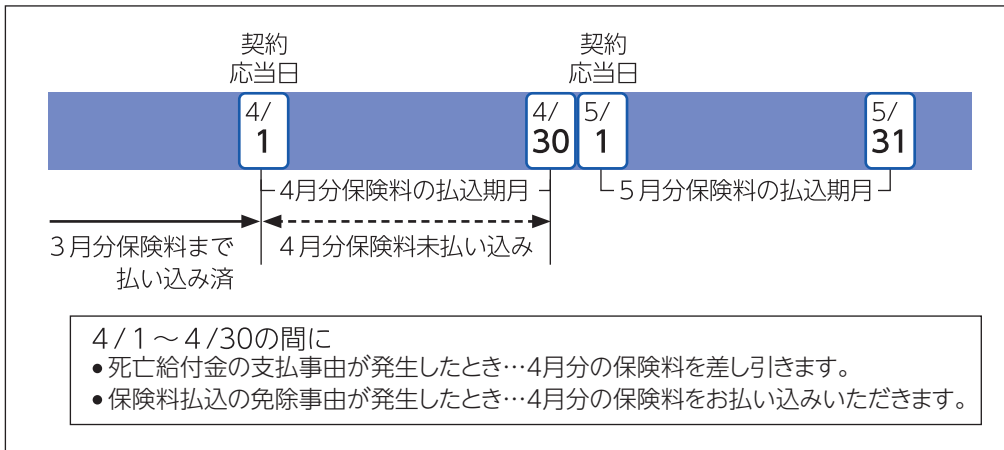 契約
応当日
契約
応当日
4/
1
4/
30
5/
1
5/
31
4月分保険料の払込期月
5月分保険料の払込期月
3月分保険料まで
払い込み済
4月分保険料未払い込み
4/1～4/30の間に
●死亡給付金の支払事由が発生したとき…4月分の保険料を差し引きます。
●保険料払込の免除事由が発生したとき…4月分の保険料をお払い込みいただきます。